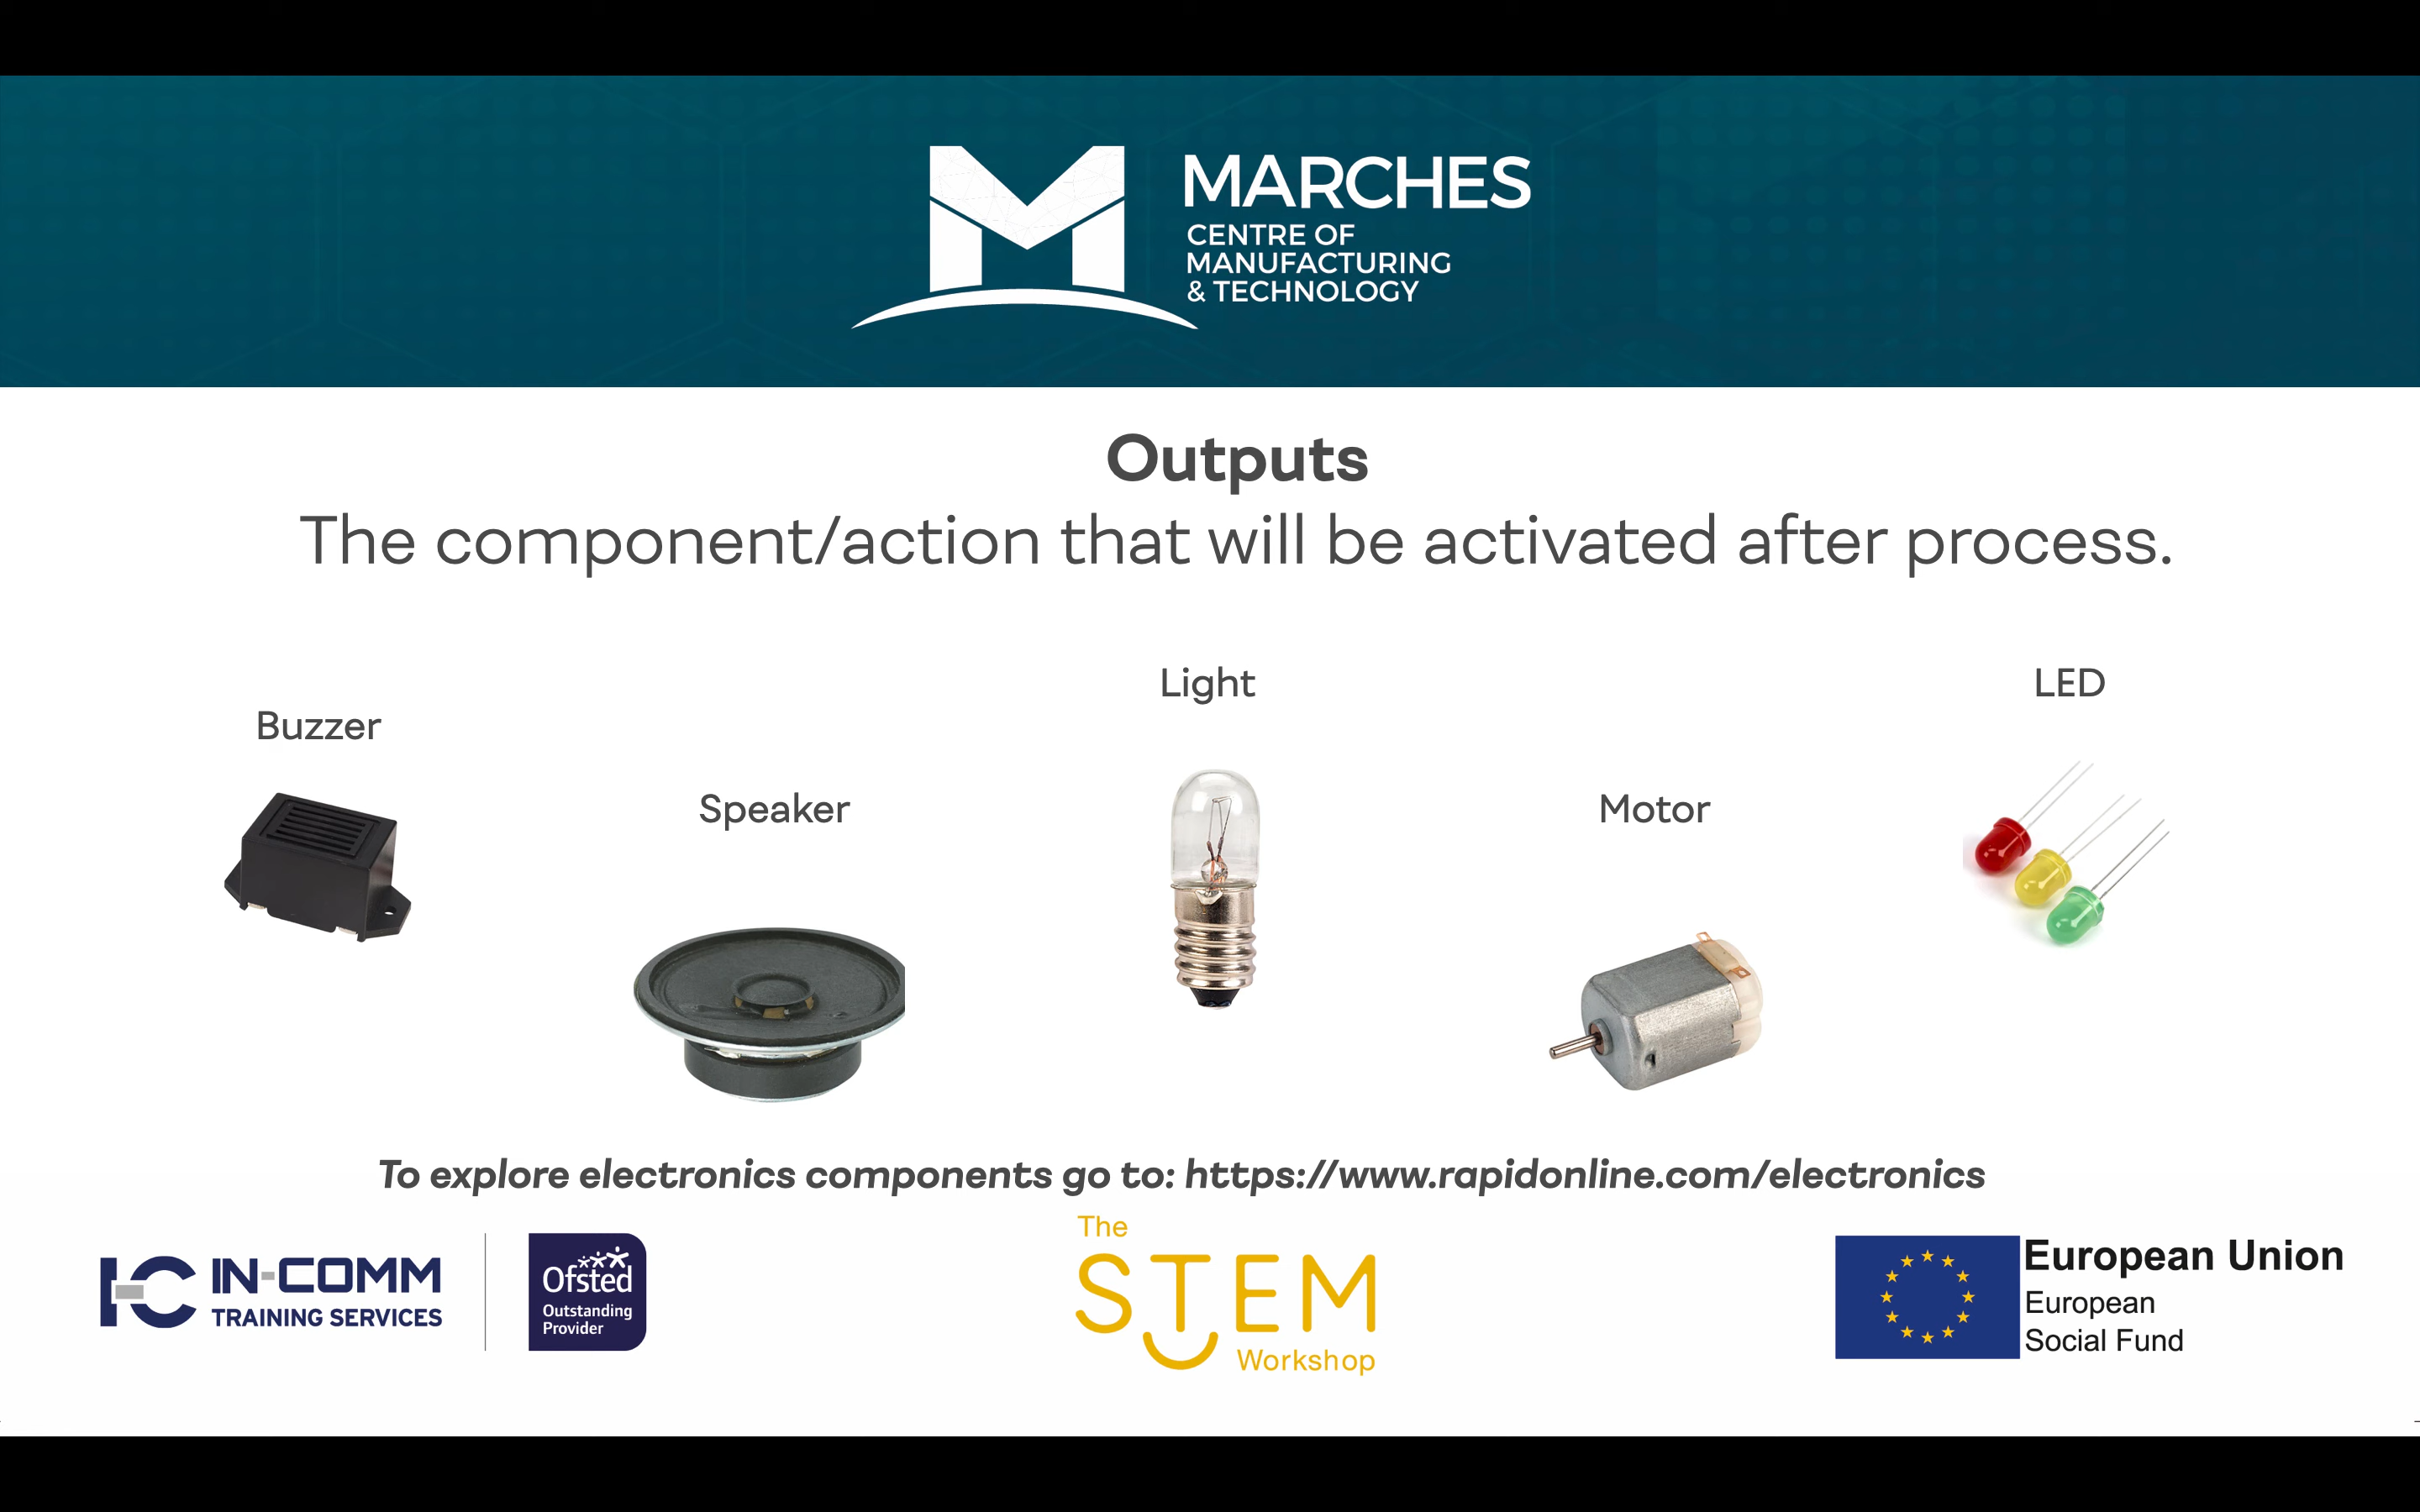 MARCHES
CENTRE OF
MANUFACTURING
& TECHNOLOGY
Outputs
The component/action that will be activated after process.
Buzzer
Speaker
Light
Motor
LED
To explore electronics components go to: https://www.rapidonline.com/electronics
IN-COMM
TRAINING SERVICES
Ofsted
Outstanding
Provider
The
STEM
Workshop
European Union
European
Social Fund